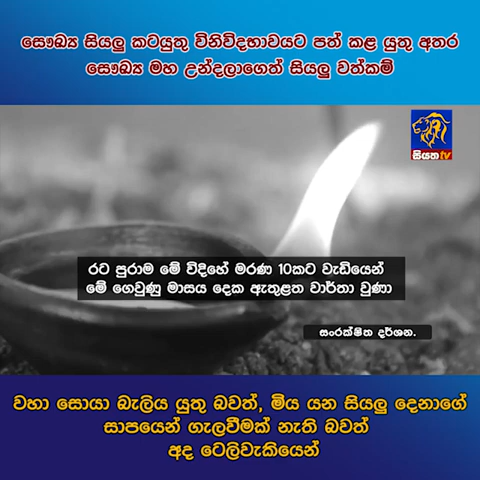 සෞඛ්‍ය සියලු කටයුතු විනිවිදභාවයට පත් කළ යුතු අතර
සෞඛ්‍ය මහ උන්දලාගෙත් සියලු වත්කම්
සියත tv
රට පුරාම මේ විදිහේ මරණ 10කට වැඩියෙන්
මේ ගෙවුණු මාසය දෙක ඇතුළත වාර්තා වුණා
සංරක්ෂිත දර්ශන.
වහා සොයා බැලිය යුතු බවත්, මිය යන සියලු දෙනාගේ
සාපයෙන් ගැලවීමක් නැති බවත්
අද ටෙලිවැකියෙන්